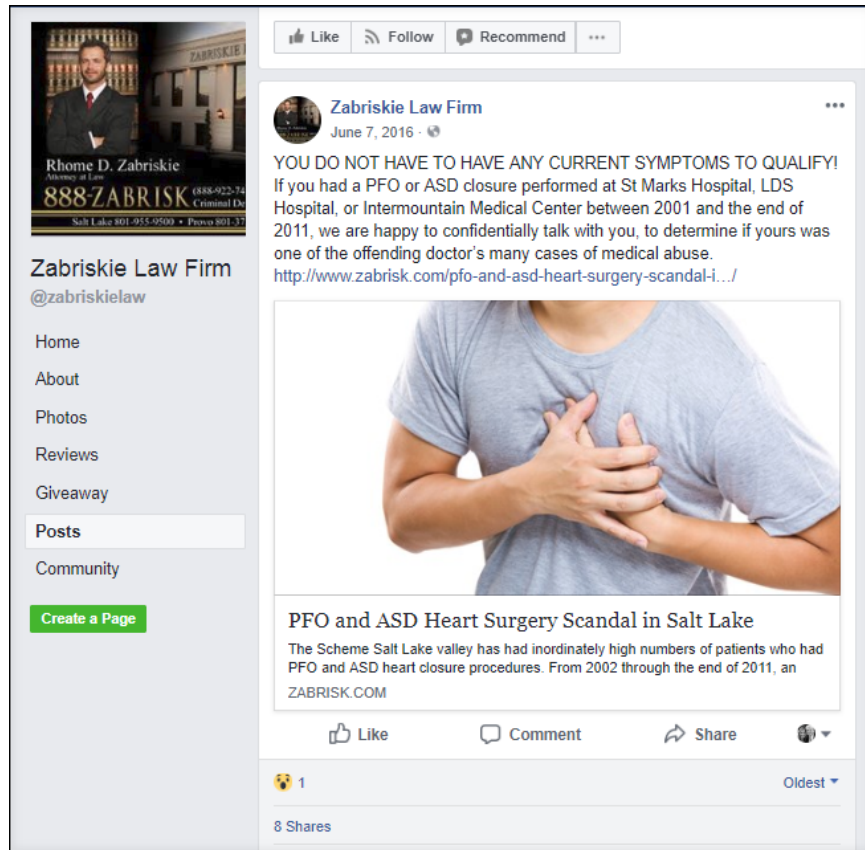 ZABRISKIE
Rhome D. Zabriskie
Attorney at Law
888-ZABRISK (888-922-74
Criminal De
Salt Lake 801-955-9500 • Provo 801-37
Zabriskie Law Firm
@zabriskielaw
Home
About
Photos
Reviews
Giveaway
Posts
Community
Create a Page
Like
Follow
Recommend
Zabriskie Law Firm
June 7, 2016 ·
YOU DO NOT HAVE TO HAVE ANY CURRENT SYMPTOMS TO QUALIFY!
If you had a PFO or ASD closure performed at St Marks Hospital, LDS
Hospital, or Intermountain Medical Center between 2001 and the end of
2011, we are happy to confidentially talk with you, to determine if yours was
one of the offending doctor's many cases of medical abuse.
http://www.zabrisk.com/pfo-and-asd-heart-surgery-scandal-i…/
PFO and ASD Heart Surgery Scandal in Salt Lake
The Scheme Salt Lake valley has had inordinately high numbers of patients who had
PFO and ASD heart closure procedures. From 2002 through the end of 2011, an
ZABRISK.COM
Like
Comment
Share
1
Oldest
8 Shares